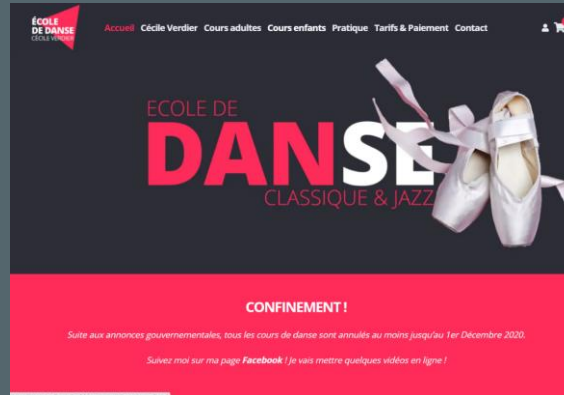 ÉCOLE
DE DANSE
CÉCILE VERDIER
Accueil Cécile Verdier Cours adultes Cours enfants Pratique Tarifs & Paiement Contact
ECOLE DE
DANSE
CLASSIQUE & JAZZ
CONFINEMENT !
Suite aux annonces gouvernementales, tous les cours de danse sont annulés au moins jusqu'au 1er Décembre 2020.
Suivez moi sur ma page Facebook ! Je vais mettre quelques vidéos en ligne !